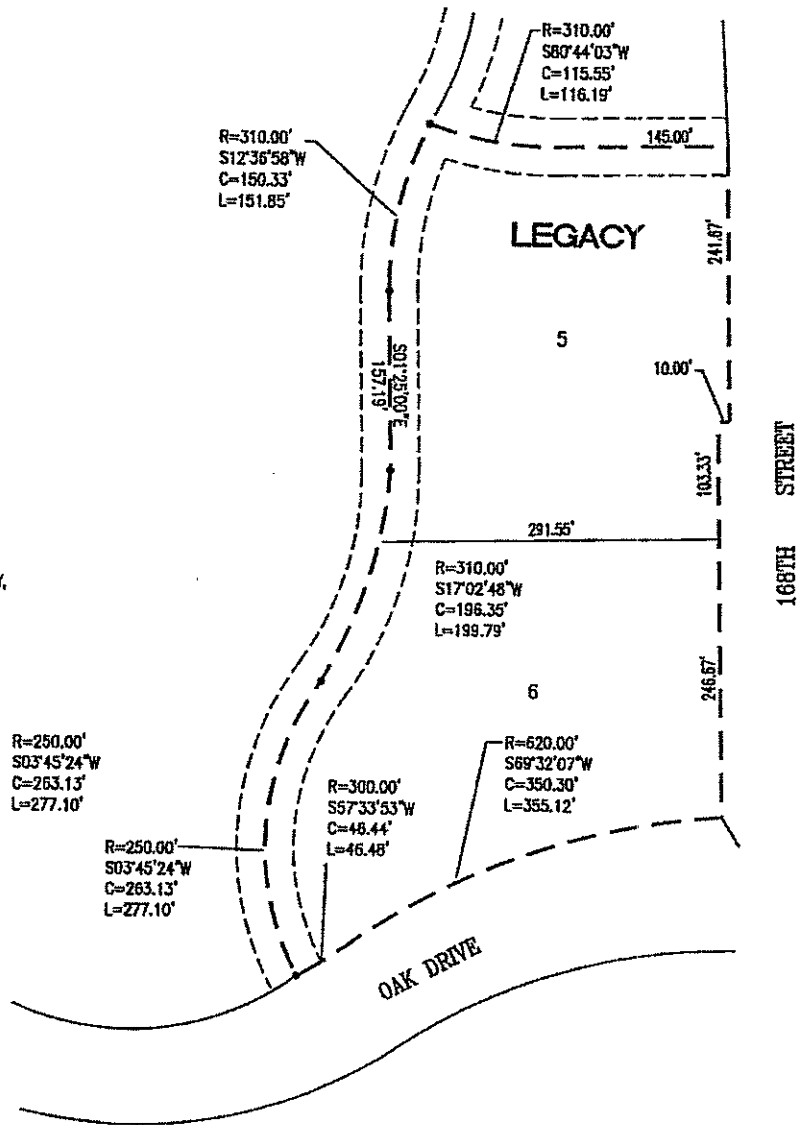 R=310.00'
S80°44'03"W
C=115.55'
L=116.19'
R=310.00'
S12°36'58"W
C=150.33'
L=151.85'
145.00'
LEGACY
241.67'
5
S01°25'00"E
157.19'
10.00'
168TH STREET
103.33'
291.55'
R=310.00'
S17°02'48"W
C=196.35'
L=199.79'
Y,
6
246.67'
R=250.00'
S03°45'24"W
C=263.13'
L=277.10'
R=620.00'
S69°32'07"W
C=350.30'
L=355.12'
R=300.00'
S57°33'53"W
C=46.44'
L=46.48'
R=250.00'
S03°45'24"W
C=263.13'
L=277.10'
OAK DRIVE